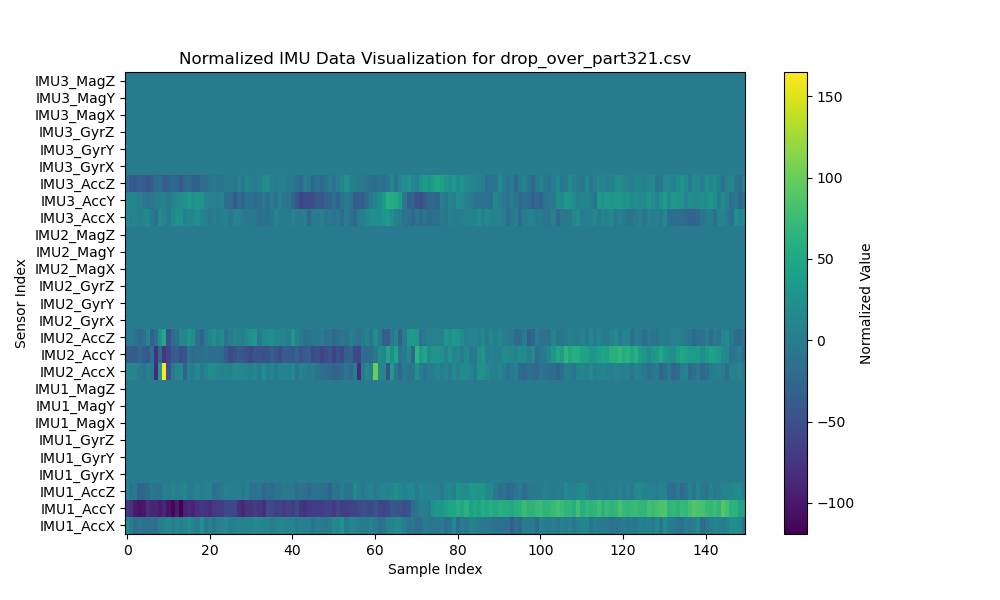 Normalized IMU Data Visualization for drop_over_part321.csv
IMU3_MagZ
IMU3_MagY
IMU3_MagX
IMU3_GyrZ
IMU3_GyrY
IMU3_GyrX
IMU3_AccZ
IMU3_AccY
IMU3_AccX
IMU2_MagZ
IMU2_MagY
IMU2_MagX
IMU2_GyrZ
IMU2_GyrY
IMU2_GyrX
IMU2_AccZ
IMU2_AccY
IMU2_AccX
IMU1_MagZ
IMU1_MagY
IMU1_MagX
IMU1_GyrZ
IMU1_GyrY
IMU1_GyrX
IMU1_AccZ
IMU1_AccY
IMU1_AccX
Sensor Index
0 20 40 60 80 100 120 140
Sample Index
150
100
50
0
−50
−100
Normalized Value